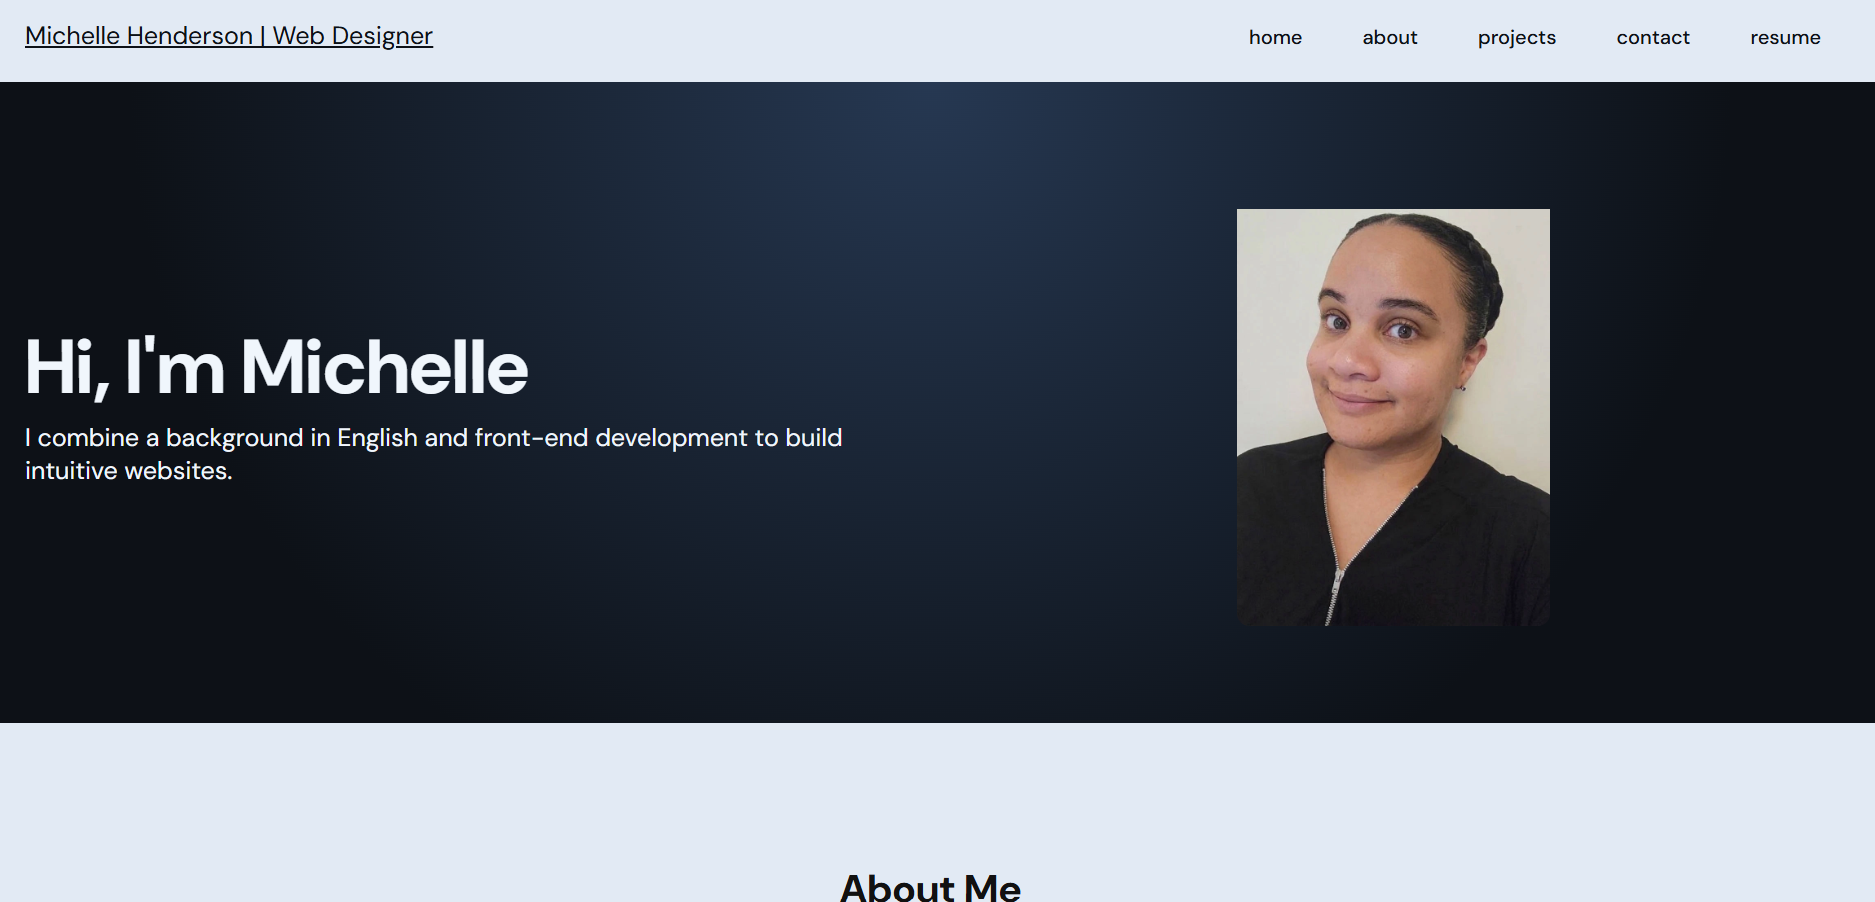 Michelle Henderson | Web Designer
home about projects contact resume
Hi, I'm Michelle
I combine a background in English and front-end development to build
intuitive websites.
About Me